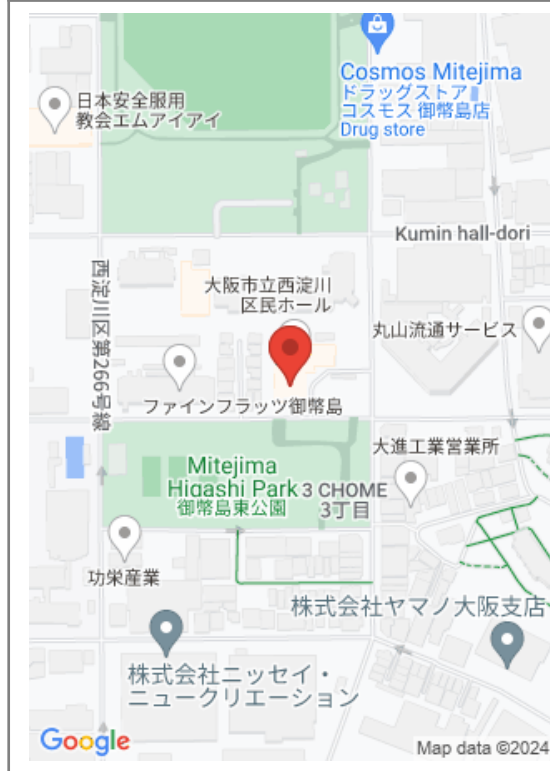 Cosmos Mitejima
ドラッグストア
コスモス 御幣島店
Drug store
日本安全服用
教会エムアイアイ
Kumin hall-dori
西淀川区第266号線
大阪市立西淀川
区民ホール
丸山流通サービス
ファインフラッツ御幣島
大進工業営業所
Mitejima
Higashi Park
御幣島東公園
3 CHOME
3丁目
功栄産業
株式会社ヤマノ大阪支店
株式会社ニッセイ・
ニュークリエーション
Google
Map data ©2024